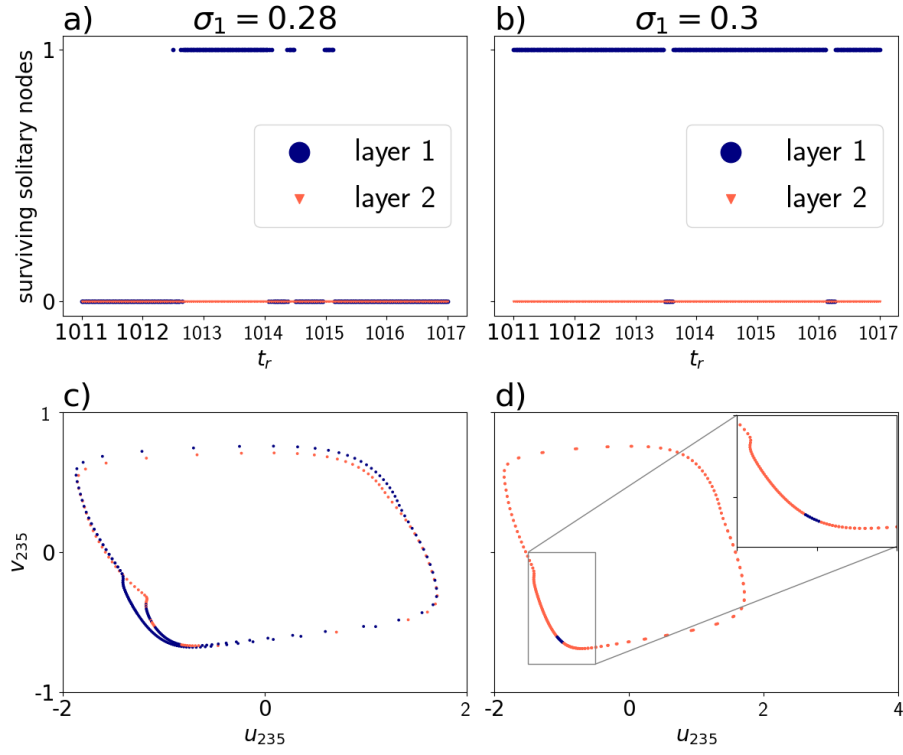 a) σ₁ = 0.28
b) σ₁ = 0.3
surviving solitary nodes
1
0
layer 1
layer 2
1011 1012 1013 1014 1015 1016 1017
tᵣ
layer 1
layer 2
1011 1012 1013 1014 1015 1016 1017
tᵣ
c)
d)
v₂₃₅
1
0
-1
-2 0 2
u₂₃₅
-2 0 2 4
u₂₃₅